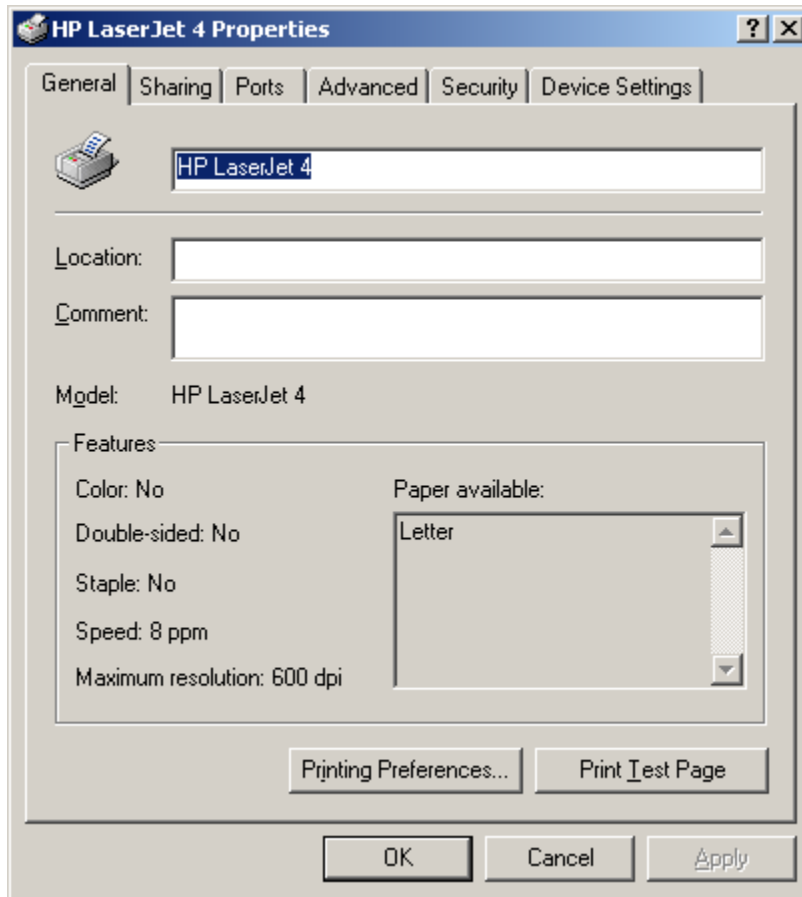 HP LaserJet 4 Properties
General Sharing Ports Advanced Security Device Settings
HP LaserJet 4
Location:
Comment:
Model: HP LaserJet 4
Features
Color: No
Paper available:
Double-sided: No
Letter
Staple: No
Speed: 8 ppm
Maximum resolution: 600 dpi
Printing Preferences... Print Test Page
OK Cancel Apply